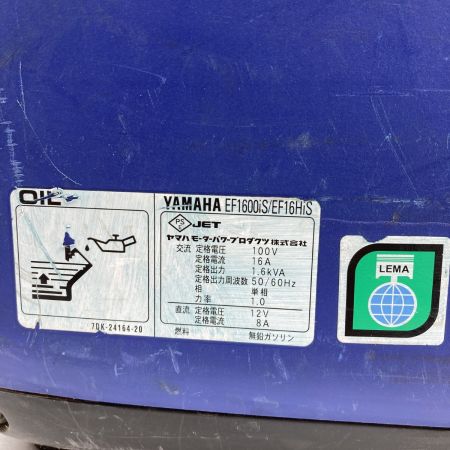 OIL
7DK-24164-20
YAMAHA EF1600iS/EF16HiS
PS E JET
ヤマハモーターパワープロダクツ株式会社
交流 定格電圧 100V
定格電流 16A
定格出力 1.6kVA
定格出力周波数 50/60Hz
相 単相
力率 1.0
直流 定格電圧 12V
定格電流 8A
燃料 無鉛ガソリン
LEMA